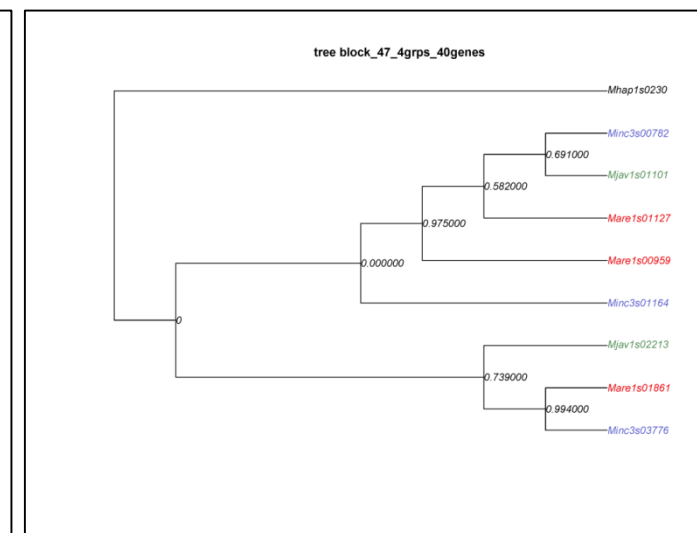 tree block_47_4grps_40genes
Mhap1s0230
Minc3s00782
0.691000
Mjav1s01101
0.582000
Mare1s01127
0.975000
Mare1s00959
0.000000
Minc3s01164
0
Mjav1s02213
0.739000
Mare1s01861
0.994000
Minc3s03776